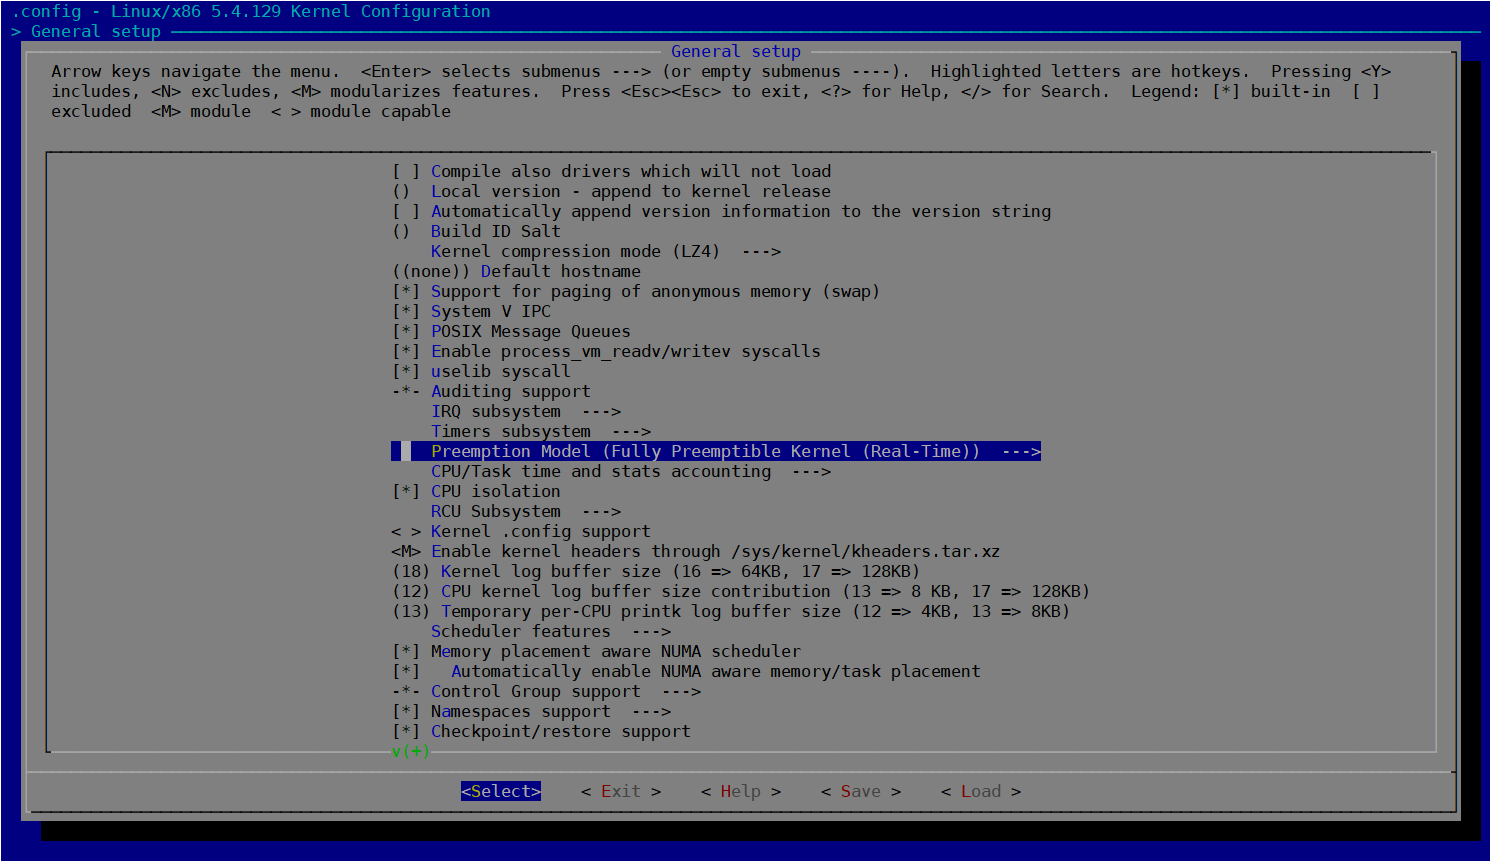 .config - Linux/x86 5.4.129 Kernel Configuration
> General setup
General setup
Arrow keys navigate the menu.  <Enter> selects submenus ---> (or empty submenus ----).  Highlighted letters are hotkeys.  Pressing <Y>
includes, <N> excludes, <M> modularizes features.  Press <Esc><Esc> to exit, <?> for Help, </> for Search.  Legend: [*] built-in  [ ]
excluded  <M> module  < > module capable
[ ] Compile also drivers which will not load
()  Local version - append to kernel release
[ ] Automatically append version information to the version string
()  Build ID Salt
Kernel compression mode (LZ4)  --->
((none)) Default hostname
[*] Support for paging of anonymous memory (swap)
[*] System V IPC
[*] POSIX Message Queues
[*] Enable process_vm_readv/writev syscalls
[*] uselib syscall
-*- Auditing support
IRQ subsystem  --->
Timers subsystem  --->
Preemption Model (Fully Preemptible Kernel (Real-Time))  --->
CPU/Task time and stats accounting  --->
[*] CPU isolation
RCU Subsystem  --->
< > Kernel .config support
<M> Enable kernel headers through /sys/kernel/kheaders.tar.xz
(18) Kernel log buffer size (16 => 64KB, 17 => 128KB)
(12) CPU kernel log buffer size contribution (13 => 8 KB, 17 => 128KB)
(13) Temporary per-CPU printk log buffer size (12 => 4KB, 13 => 8KB)
Scheduler features  --->
[*] Memory placement aware NUMA scheduler
[*]   Automatically enable NUMA aware memory/task placement
-*- Control Group support  --->
[*] Namespaces support  --->
[*] Checkpoint/restore support
v(+)
<Select>    < Exit >    < Help >    < Save >    < Load >